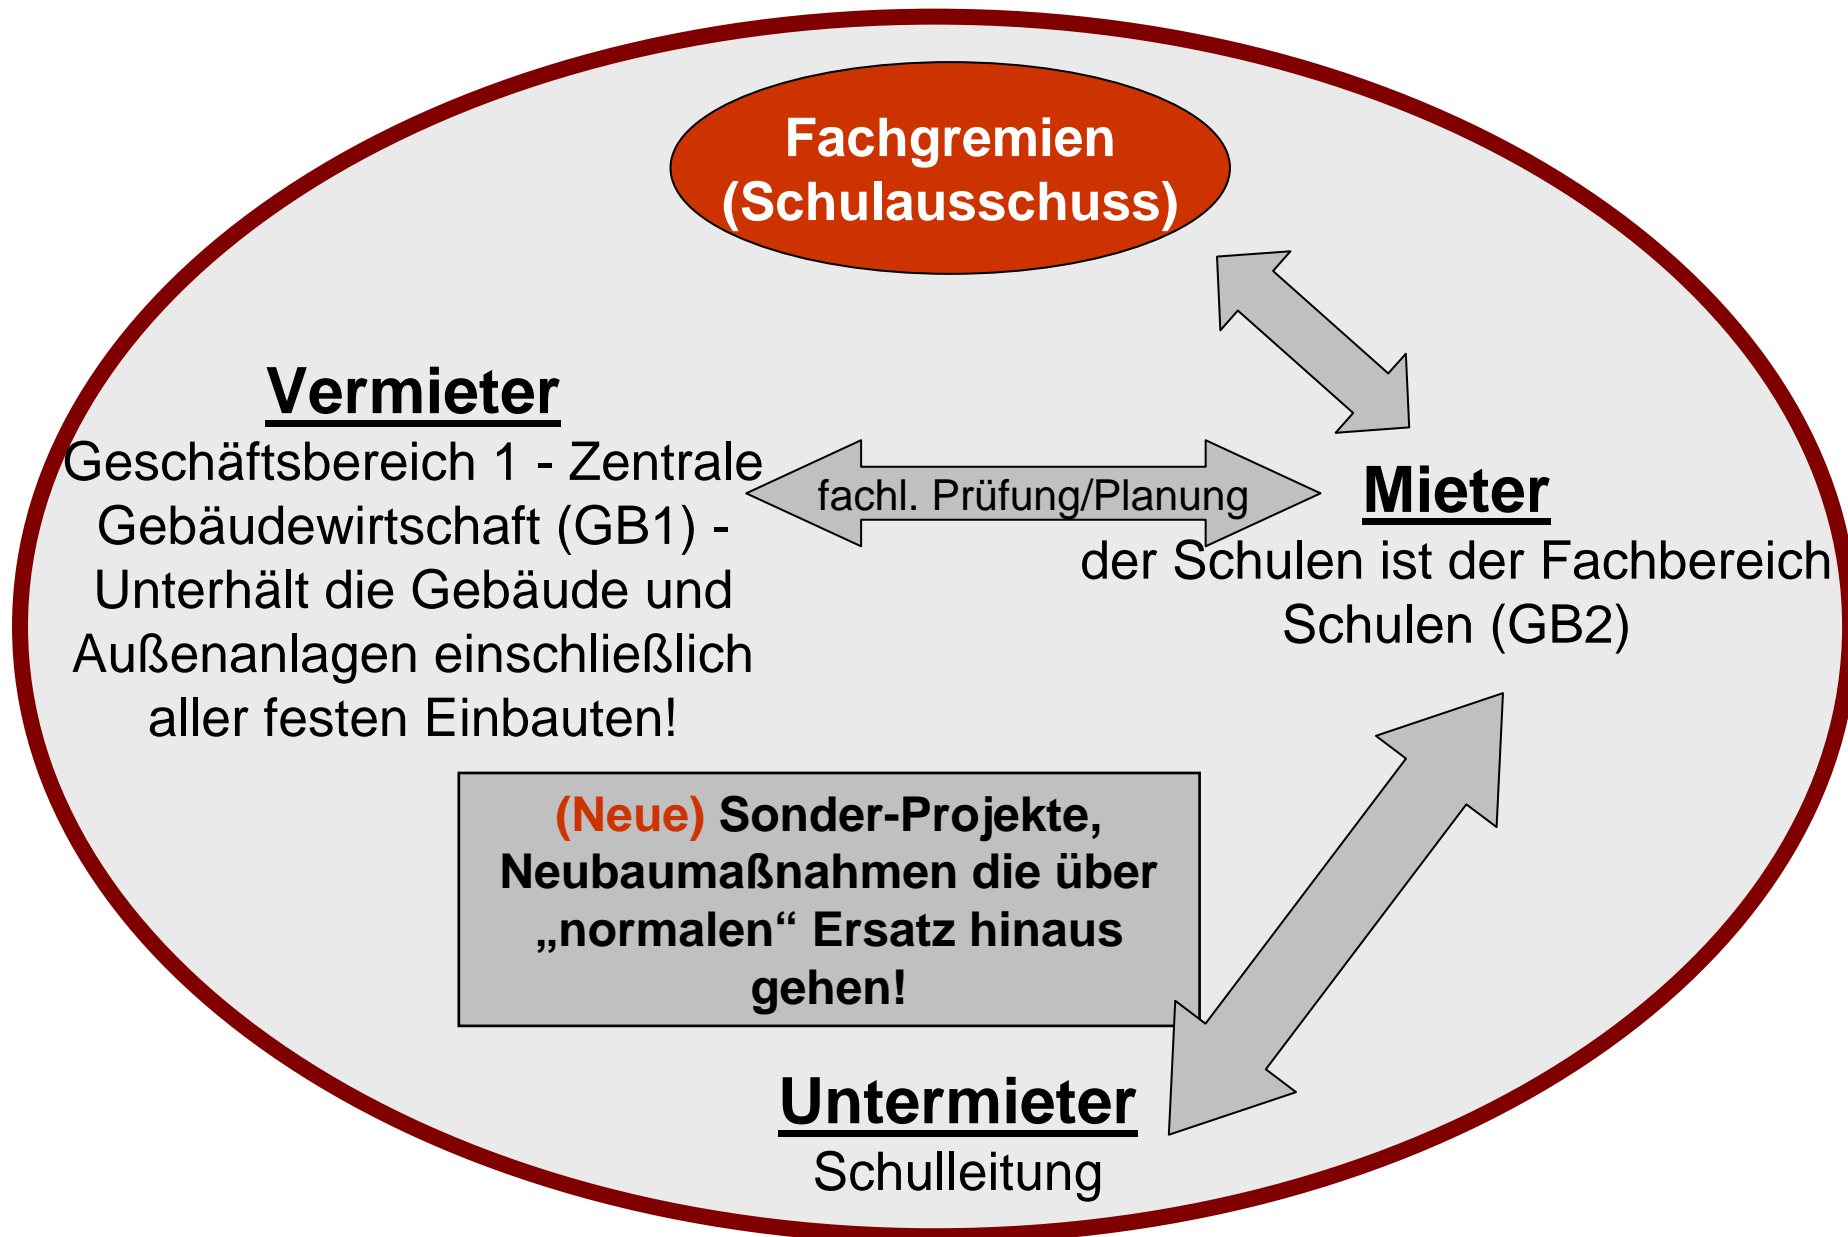 Fachgremien
(Schulausschuss)
Vermieter
Geschäftsbereich 1 - Zentrale
Gebäudewirtschaft (GB1) -
Unterhält die Gebäude und
Außenanlagen einschließlich
aller festen Einbauten!
fachl. Prüfung/Planung
Mieter
der Schulen ist der Fachbereich
Schulen (GB2)
(Neue) Sonder-Projekte,
Neubaumaßnahmen die über
„normalen“ Ersatz hinaus
gehen!
Untermieter
Schulleitung